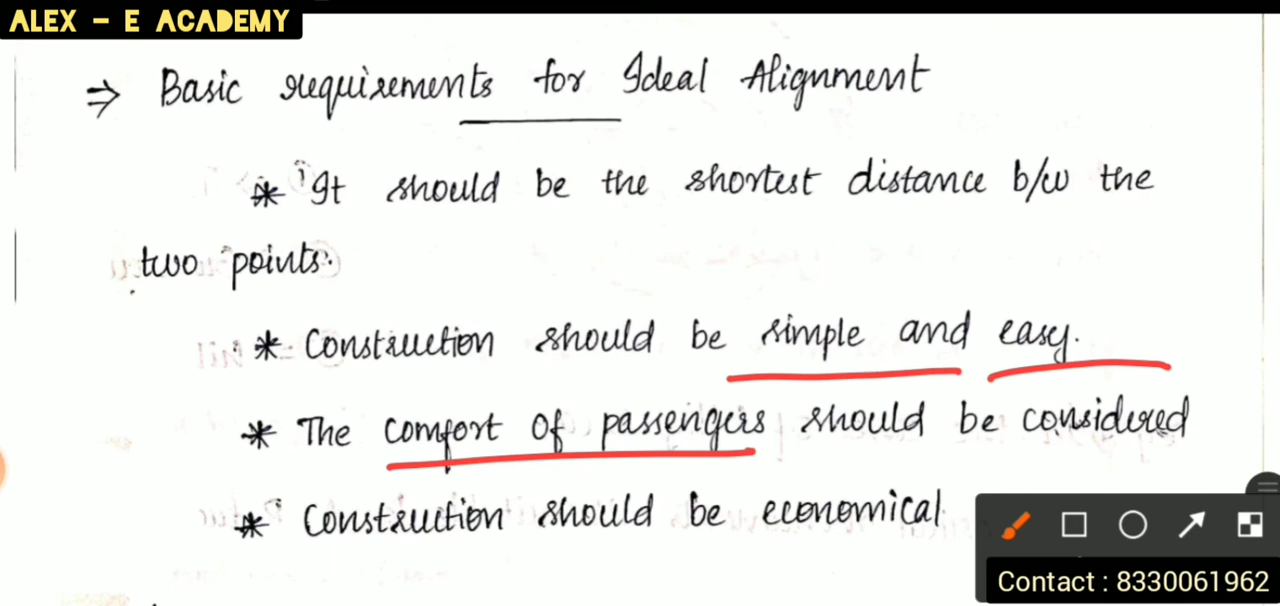 ALEX - E ACADEMY
⇒ Basic requirements for Ideal Alignment
* It should be the shortest distance b/w the
two points.
* Construction should be simple and easy.
* The comfort of passengers should be considered
* Construction should be economical
Contact : 8330061962